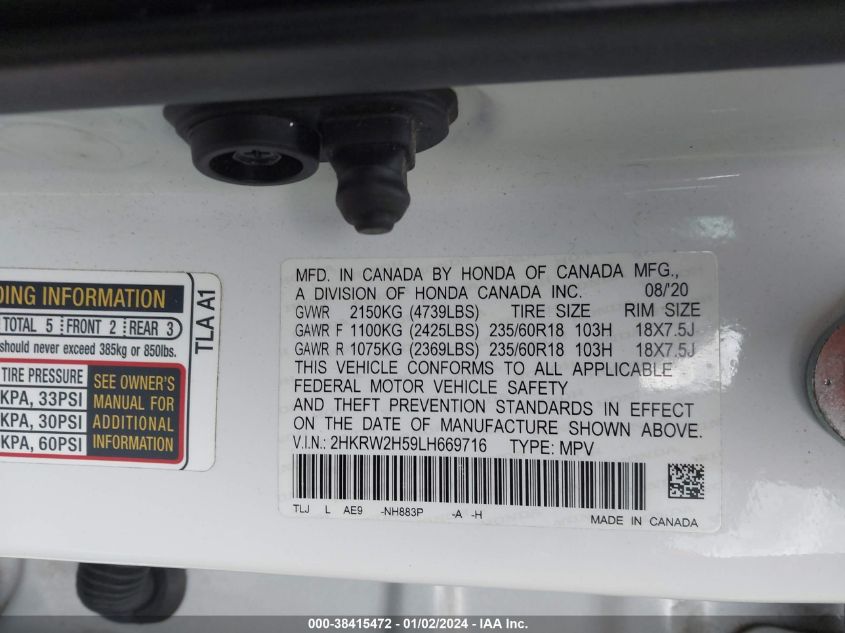 DING INFORMATION
TOTAL 5 FRONT 2 REAR 3
should never exceed 385kg or 850lbs.
TIRE PRESSURE
KPA, 33PSI
KPA, 30PSI
KPA, 60PSI
SEE OWNER'S
MANUAL FOR
ADDITIONAL
INFORMATION
TLA A1
MFD. IN CANADA BY HONDA OF CANADA MFG.,
A DIVISION OF HONDA CANADA INC. 08/'20
GVWR 2150KG (4739LBS) TIRE SIZE RIM SIZE
GAWR F 1100KG (2425LBS) 235/60R18 103H 18X7.5J
GAWR R 1075KG (2369LBS) 235/60R18 103H 18X7.5J
THIS VEHICLE CONFORMS TO ALL APPLICABLE
FEDERAL MOTOR VEHICLE SAFETY
AND THEFT PREVENTION STANDARDS IN EFFECT
ON THE DATE OF MANUFACTURE SHOWN ABOVE.
V.I.N.: 2HKRW2H59LH669716 TYPE: MPV
TLJ L AE9 -NH883P -A -H
MADE IN CANADA
000-38415472 - 01/02/2024 - IAA Inc.